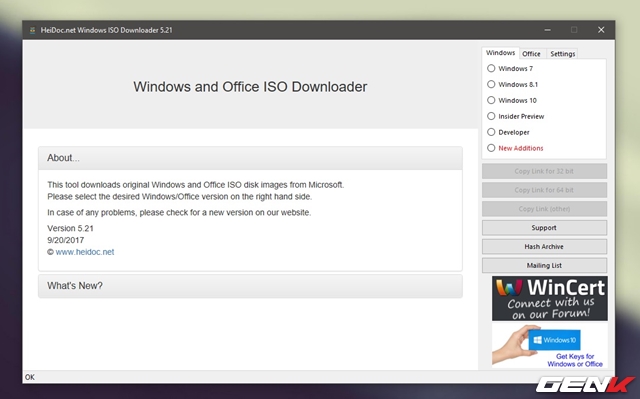 HeiDoc.net Windows ISO Downloader 5.21
Windows and Office ISO Downloader
About...
This tool downloads original Windows and Office ISO disk images from Microsoft.
Please select the desired Windows/Office version on the right hand side.
In case of any problems, please check for a new version on our website.
Version 5.21
9/20/2017
© www.heidoc.net
What's New?
OK
Windows Office Settings
Windows 7
Windows 8.1
Windows 10
Insider Preview
Developer
New Additions
Copy Link for 32 bit
Copy Link for 64 bit
Copy Link (other)
Support
Hash Archive
Mailing List
WinCert
Connect with us
on our Forum!
Windows 10
Get Keys for
Windows or Office
GENK